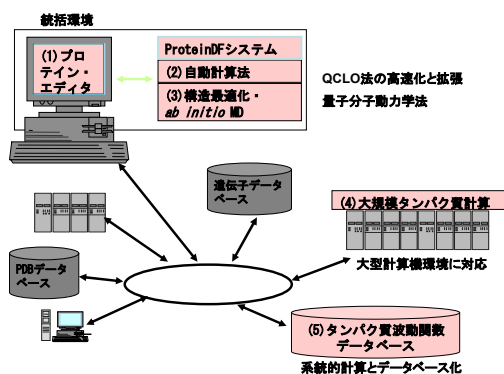 統括環境
(1)プロ
テイン・
エディタ
ProteinDFシステム
(2)自動計算法
(3)構造最適化・
ab initio MD
QCLO法の高速化と拡張
量子分子動力学法
遺伝子データ
ベース
(4)大規模タンパク質計算
大型計算機環境に対応
PDBデータ
ベース
(5)タンパク質波動関数
データベース
系統的計算とデータベース化